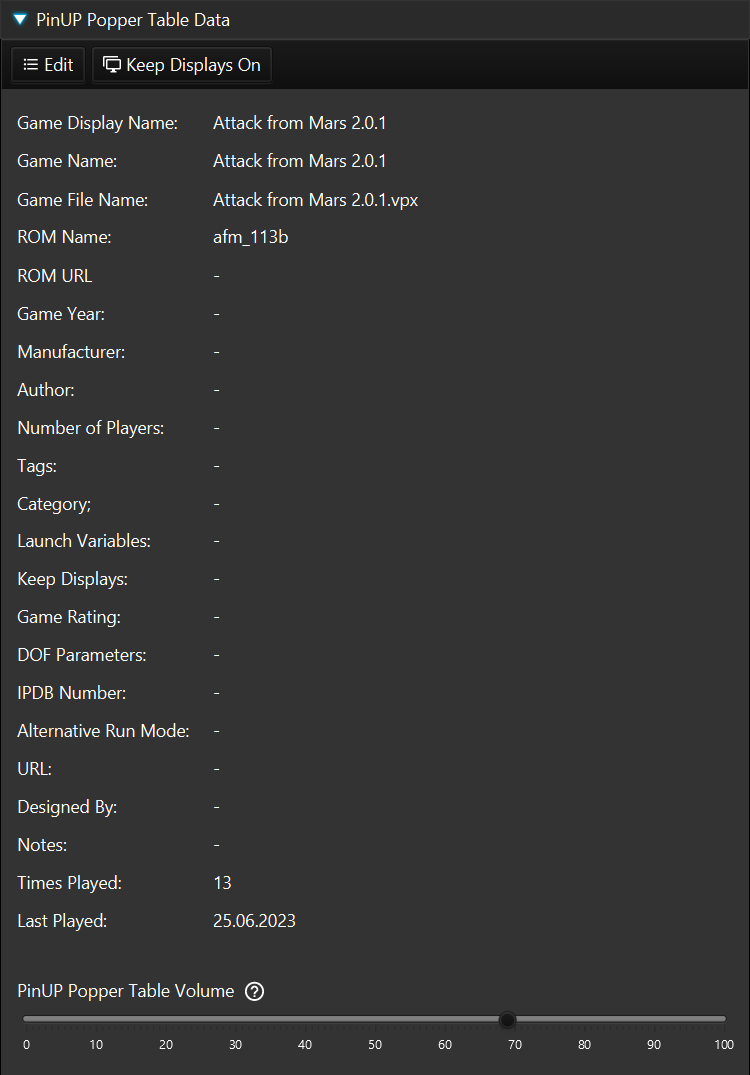 PinUP Popper Table Data
Edit Keep Displays On
Game Display Name: Attack from Mars 2.0.1
Game Name: Attack from Mars 2.0.1
Game File Name: Attack from Mars 2.0.1.vpx
ROM Name: afm_113b
ROM URL -
Game Year: -
Manufacturer: -
Author: -
Number of Players: -
Tags: -
Category; -
Launch Variables: -
Keep Displays: -
Game Rating: -
DOF Parameters: -
IPDB Number: -
Alternative Run Mode: -
URL: -
Designed By: -
Notes: -
Times Played: 13
Last Played: 25.06.2023
PinUP Popper Table Volume ?
0 10 20 30 40 50 60 70 80 90 100